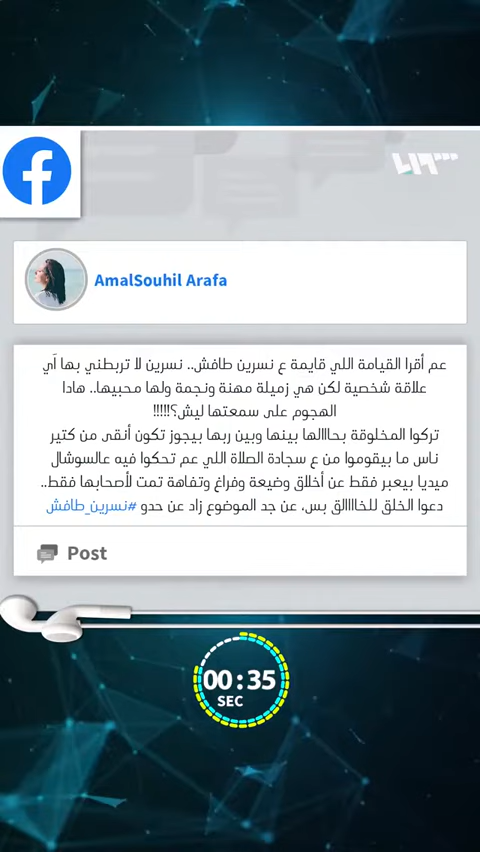 AmalSouhil Arafa
عم أقرا القيامة اللي قايمة ع نسرين طافش.. نسرين لا تربطني بها آي
علاقة شخصية لكن هي زميلة مهنة ونجمة ولها محبيها.. هادا
الهجوم على سمعتها ليش؟!!!!!
تركوا المخلوقة بحااالها بينها وبين ربها بيجوز تكون أنقى من كتير
ناس ما بيقوموا من ع سجادة الصلاة اللي عم تحكوا فيه عالسوشال
ميديا بيعبر فقط عن أخلاق وضيعة وفراغ وتفاهة تمت لأصحابها فقط..
دعوا الخلق للخاااالق بس، عن جد الموضوع زاد عن حدو #نسرين_طافش
Post
00:35
SEC